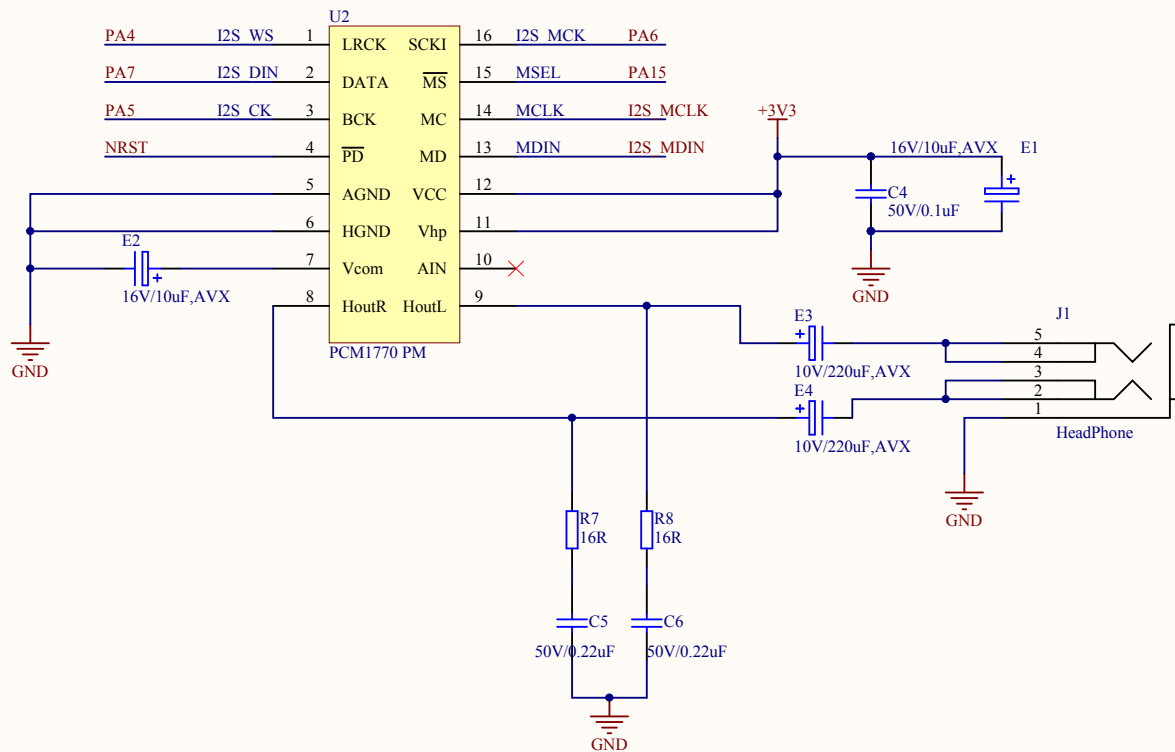 U2
PA4 I2S_WS 1 LRCK SCKI 16 I2S_MCK PA6
PA7 I2S_DIN 2 DATA MS 15 MSEL PA15
PA5 I2S_CK 3 BCK MC 14 MCLK I2S_MCLK
NRST 4 PD MD 13 MDIN I2S_MDIN
5 AGND VCC 12
6 HGND Vhp 11
7 Vcom AIN 10
8 HoutR HoutL 9
PCM1770 PM
E2
16V/10uF,AVX
GND
+3V3
16V/10uF,AVX E1
C4
50V/0.1uF
GND
E3
10V/220uF,AVX
E4
10V/220uF,AVX
J1
5
4
3
2
1
HeadPhone
GND
R7
16R
R8
16R
C5
50V/0.22uF
C6
50V/0.22uF
GND